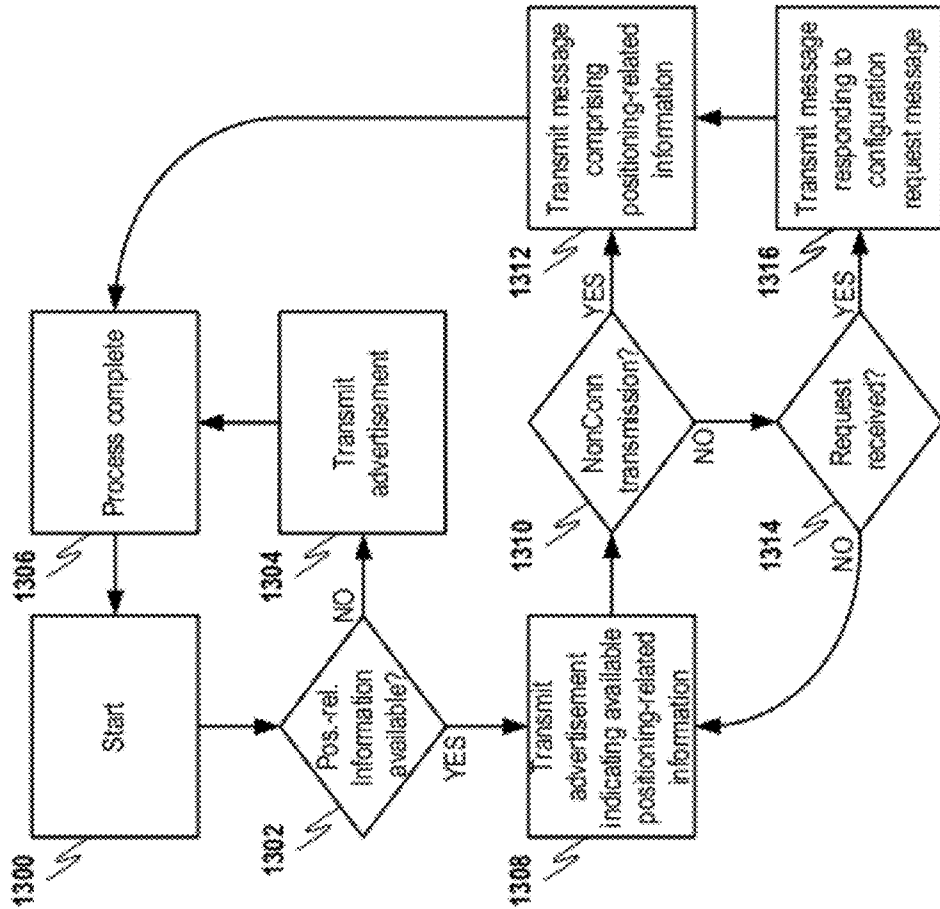 1300
Start
1302
Pos.-rel.
Information
available?
NO
YES
1304
Transmit
advertisement
1306
Process complete
1308
Transmit
advertisement
indicating available
positioning-related
information
1310
NonConn
transmission?
YES
NO
1312
Transmit message
comprising
positioning-related
information
1314
Request
received?
NO
YES
1316
Transmit message
responding to
configuration
request message